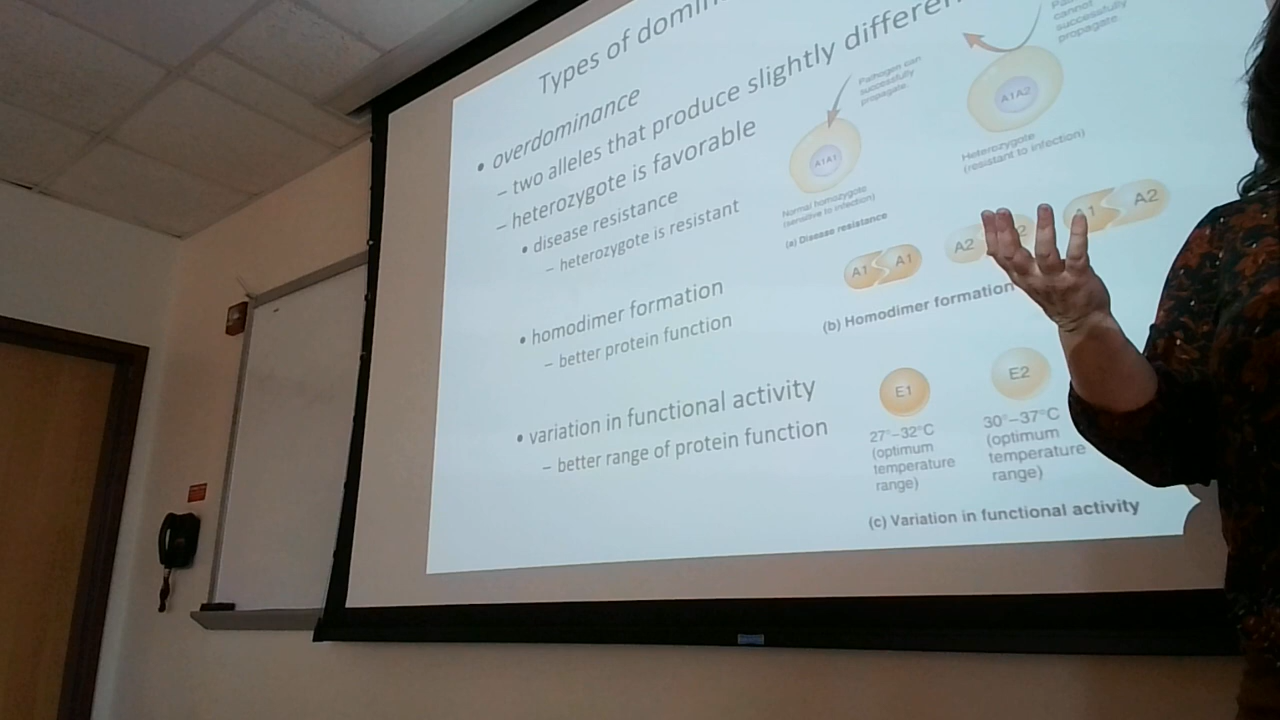 Types of domin
• overdominance
– two alleles that produce slightly differen
– heterozygote is favorable
• disease resistance
– heterozygote is resistant
• homodimer formation
– better protein function
• variation in functional activity
– better range of protein function
Pathogen can
successfully
propagate.
A1A1
Normal homozygote
(sensitive to infection)
cannot
successfully
propagate.
A1A2
Heterozygote
(resistant to infection)
(a) Disease resistance
A1 A1
A2 2
A1 A2
(b) Homodimer formation
E1
27°–32°C
(optimum
temperature
range)
E2
30°–37°C
(optimum
temperature
range)
(c) Variation in functional activity